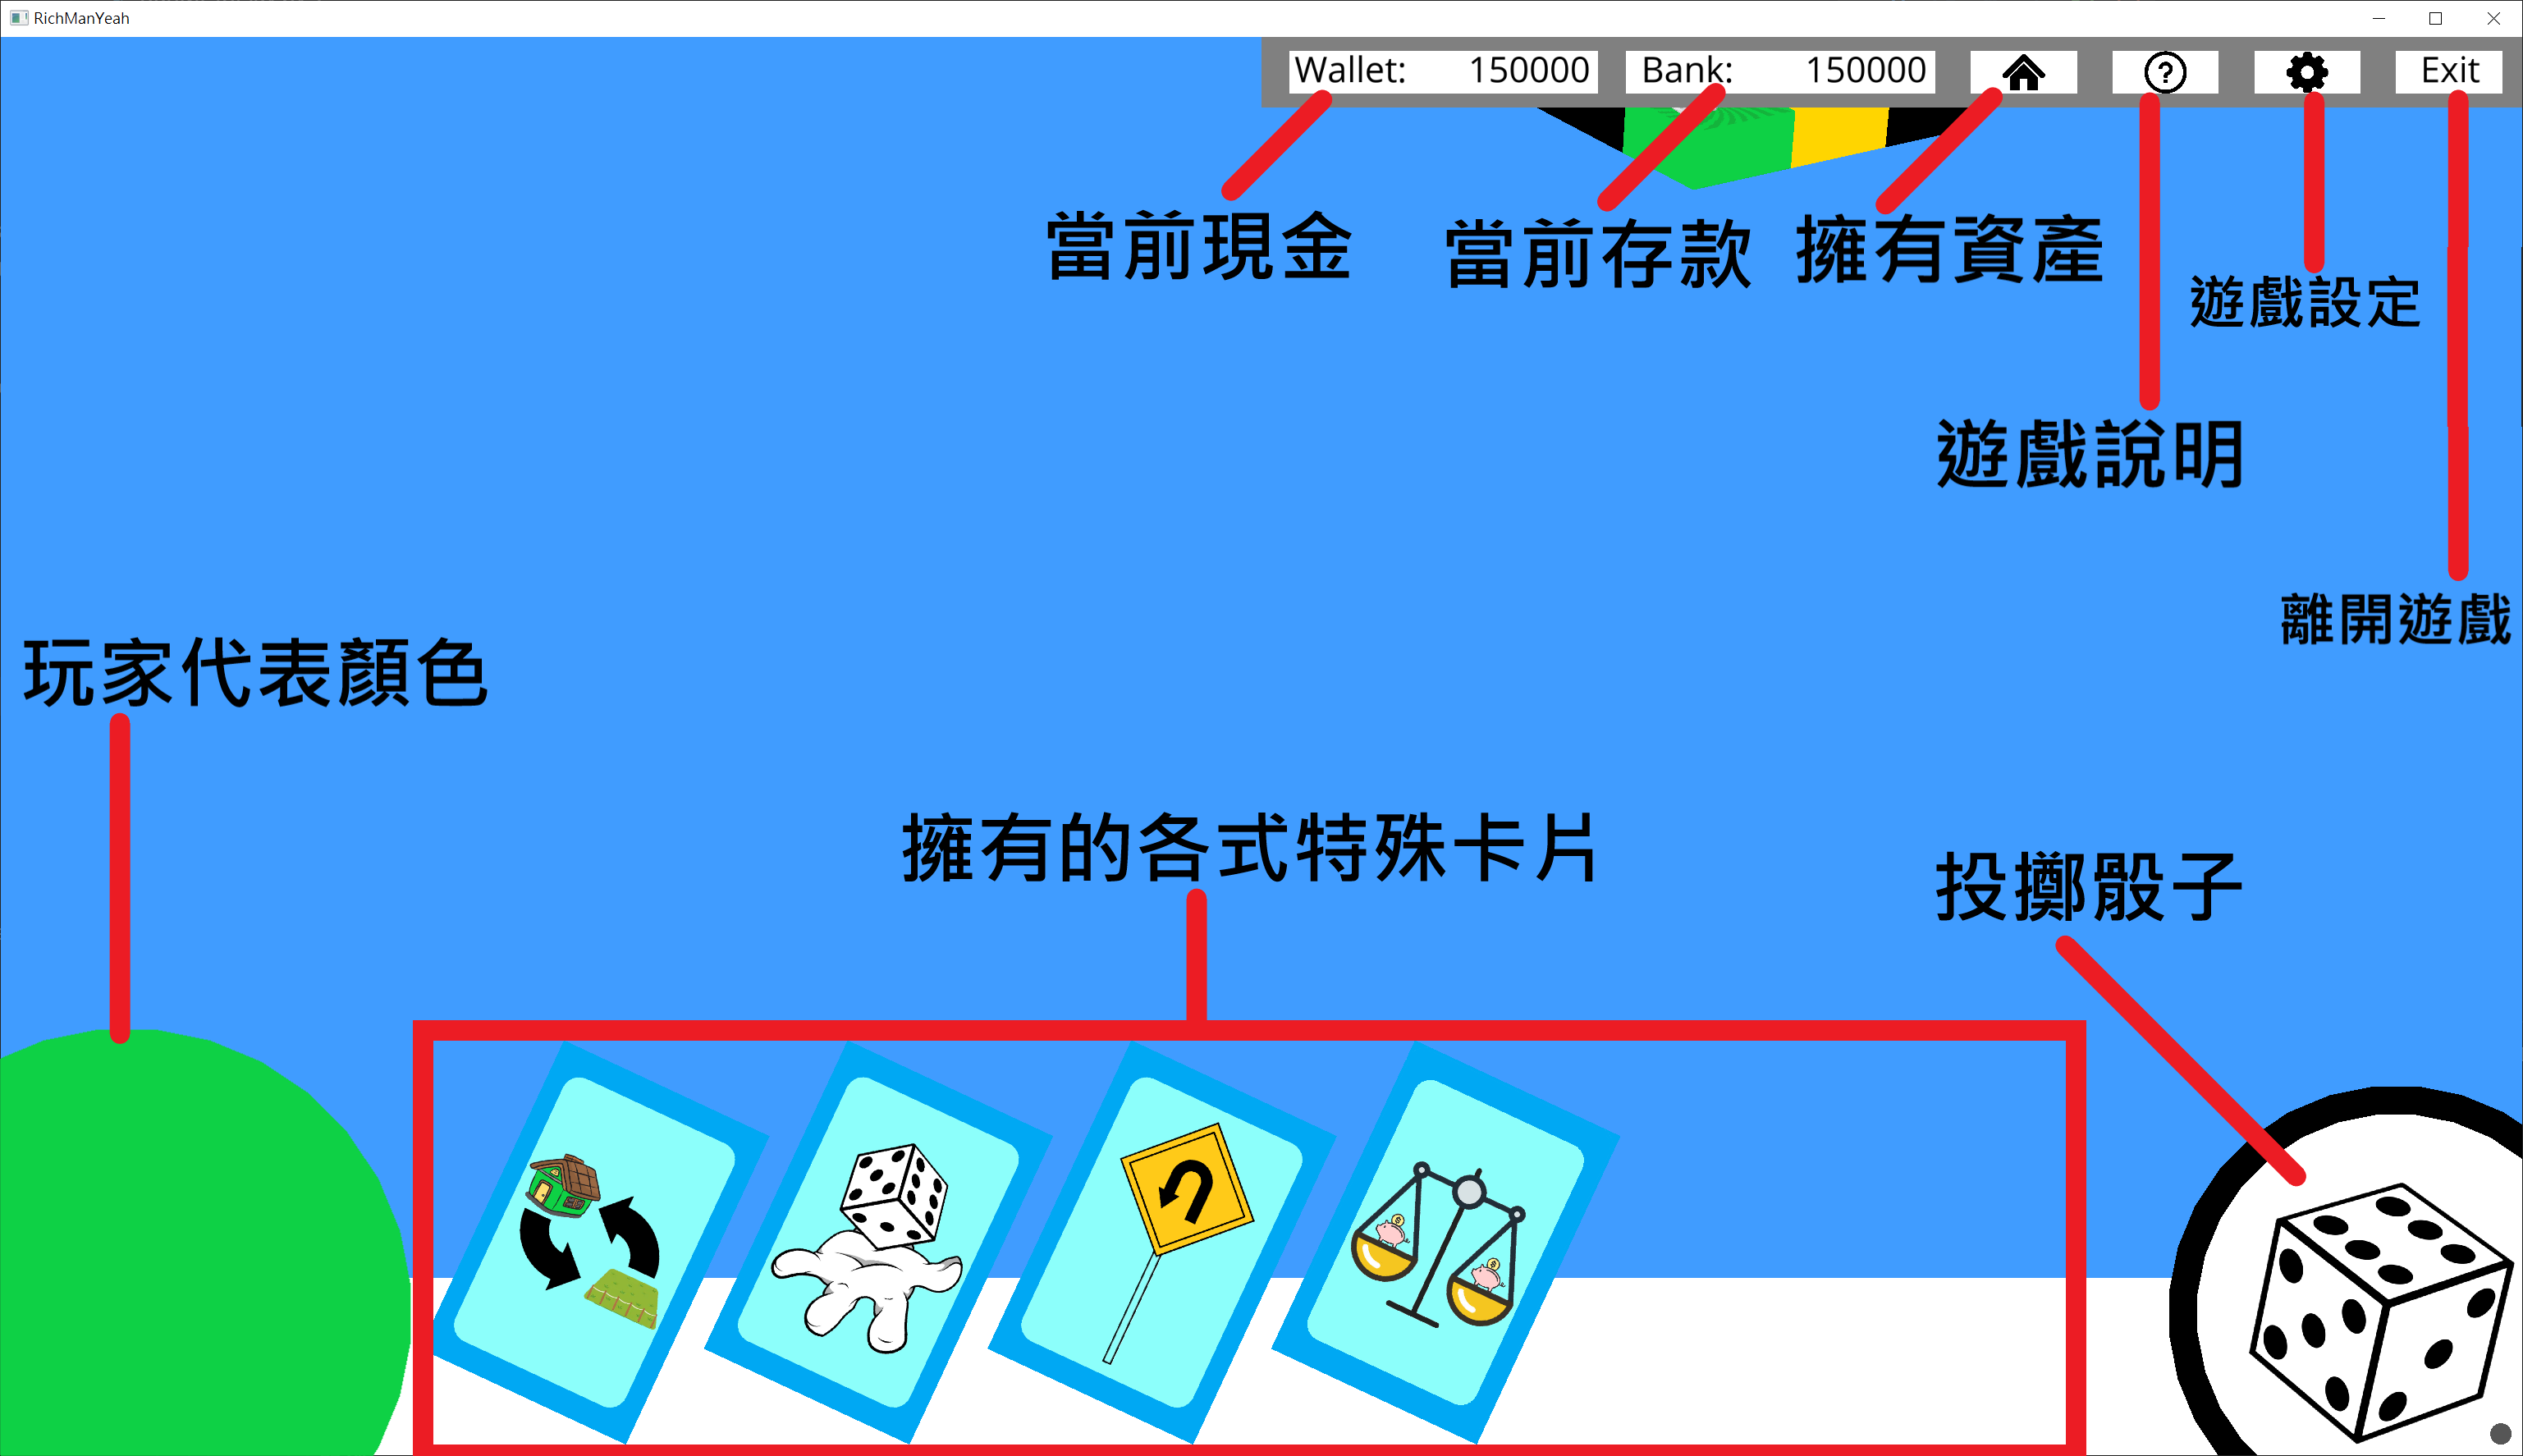 RichManYeah
Wallet: 150000 Bank: 150000 Exit
當前現金 當前存款 擁有資產
遊戲設定
遊戲說明
離開遊戲
玩家代表顏色
擁有的各式特殊卡片
投擲骰子